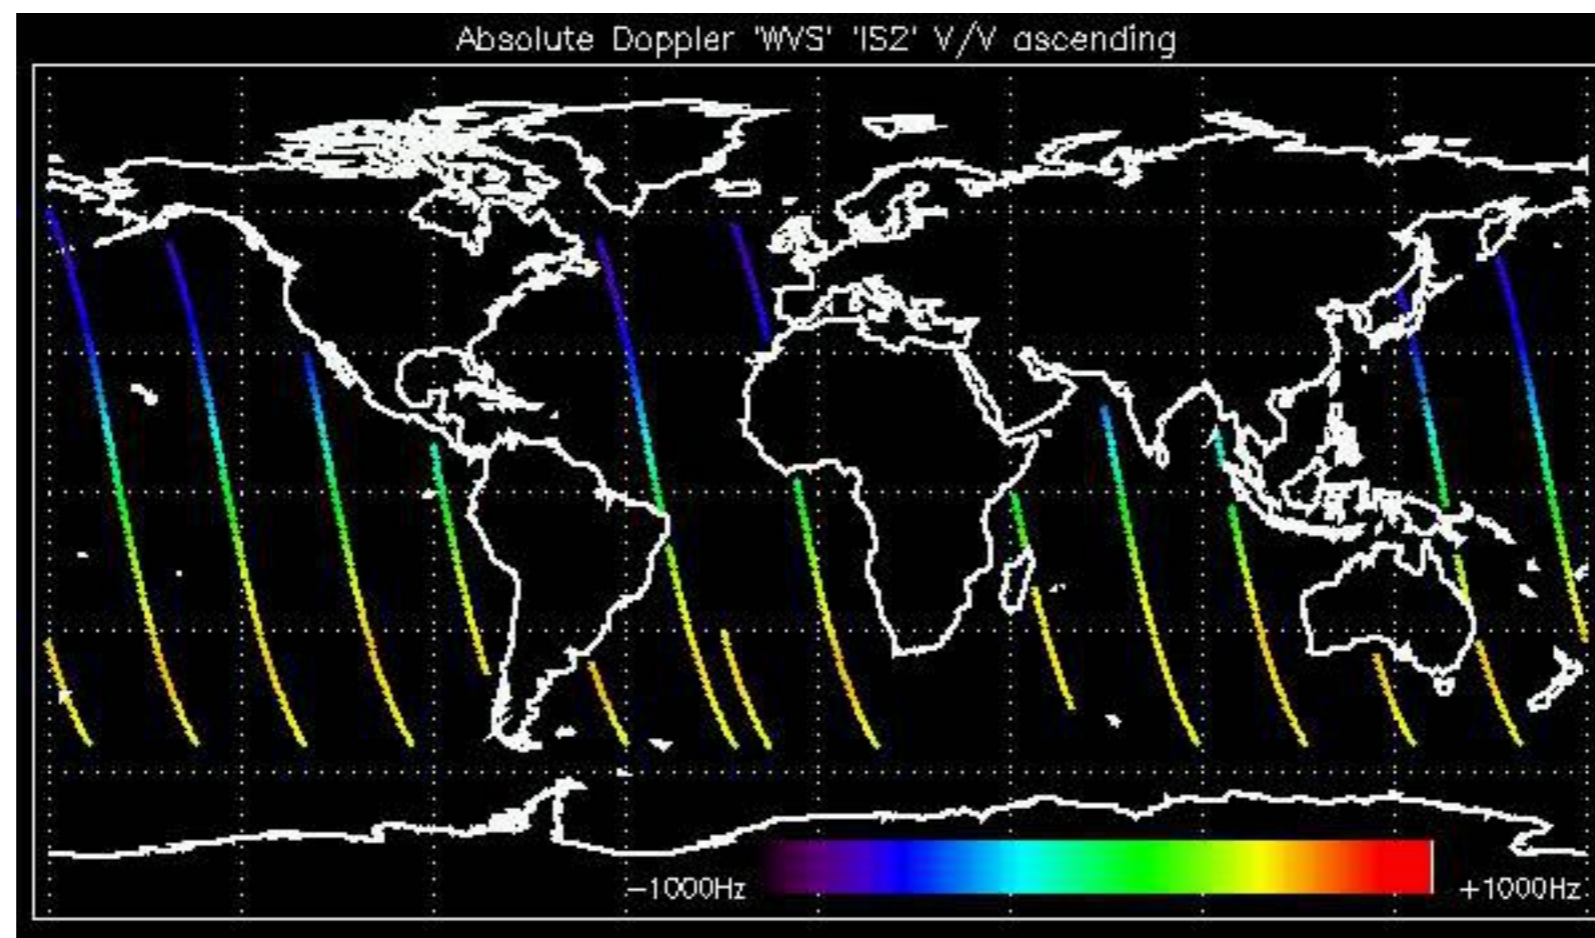 Absolute Doppler 'WVS' 'IS2' V/V ascending
-1000Hz +1000Hz